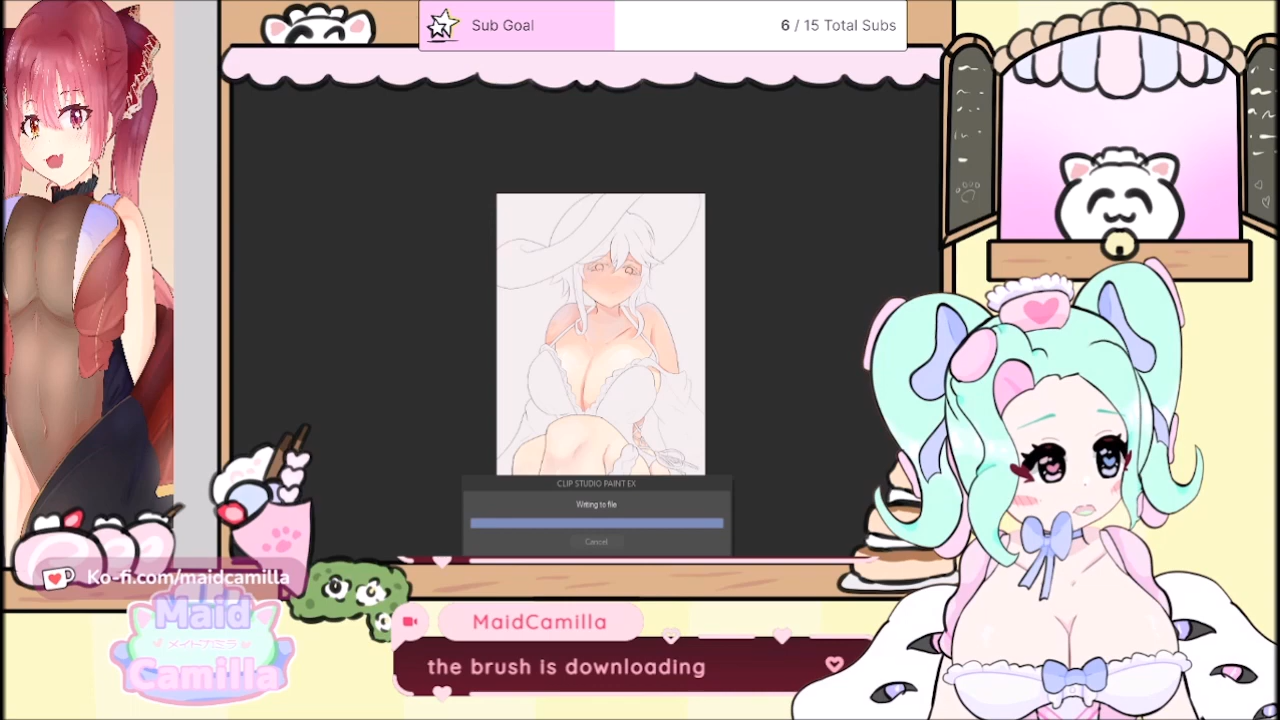 Sub Goal
6 / 15 Total Subs
CLIP STUDIO PAINT EX
Writing to file
Cancel
Ko-fi.com/maidcamilla
Maid
メイドカミラ
Camilla
MaidCamilla
the brush is downloading